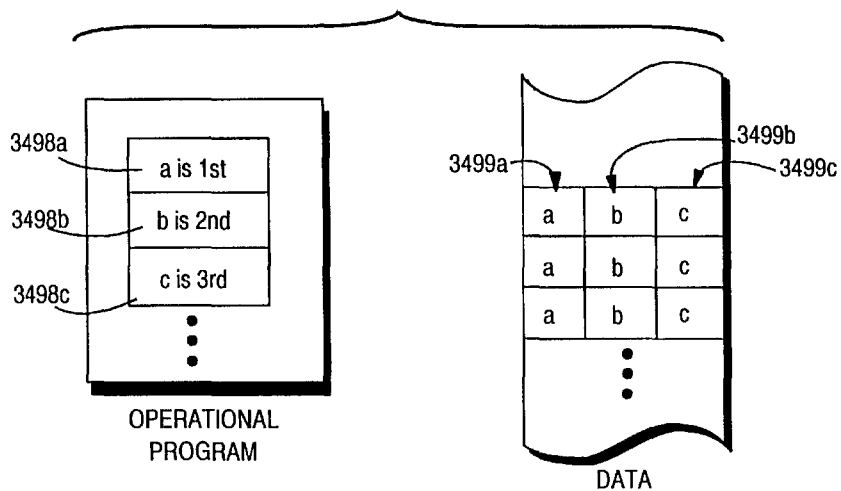 3498a
a is 1st
3498b
b is 2nd
3498c
c is 3rd
OPERATIONAL
PROGRAM
3499a
3499b
3499c
a b c
a b c
a b c
DATA